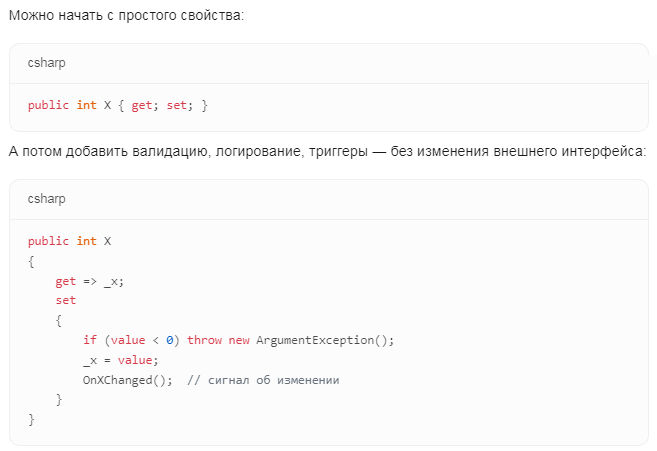 Можно начать с простого свойства:
csharp
public int X { get; set; }
А потом добавить валидацию, логирование, триггеры — без изменения внешнего интерфейса:
csharp
public int X
{
    get => _x;
    set
    {
        if (value < 0) throw new ArgumentException();
        _x = value;
        OnXChanged();  // сигнал об изменении
    }
}